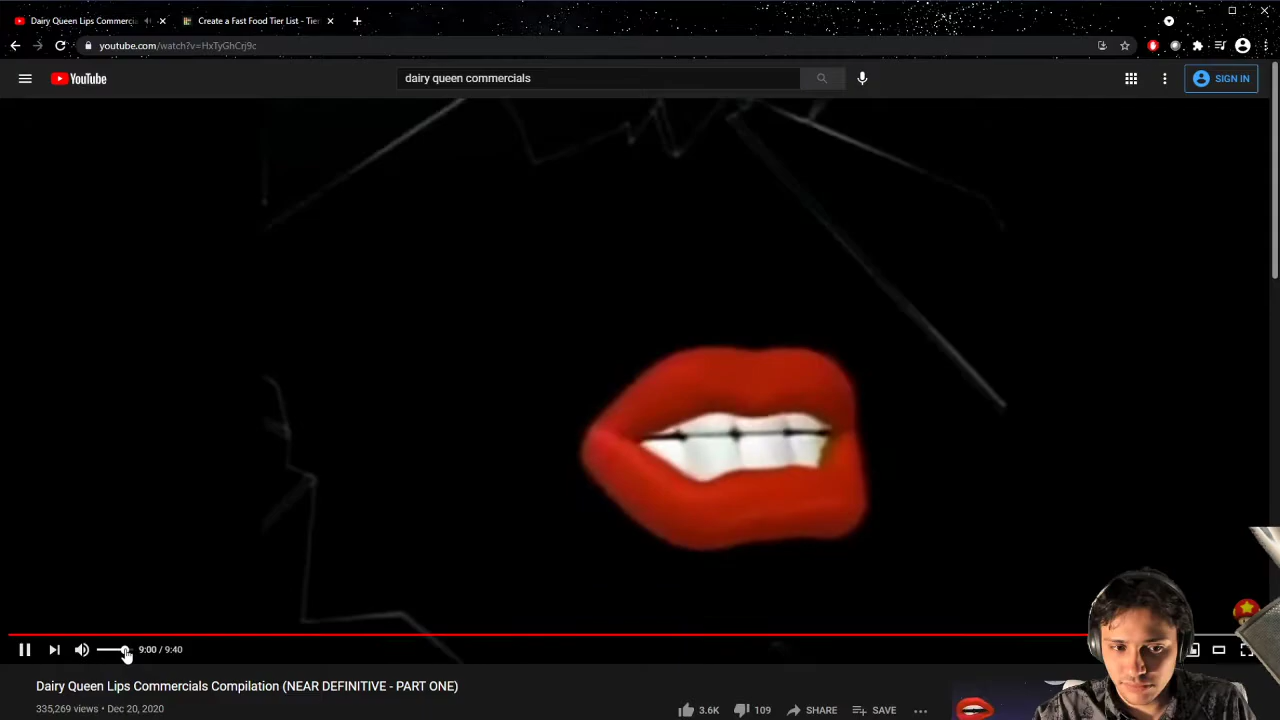 Dairy Queen Lips Commerci
Create a Fast Food Tier List - Tier
youtube.com/watch?v=HxTyGhCrj9c
YouTube
dairy queen commercials
SIGN IN
9:00 / 9:40
Dairy Queen Lips Commercials Compilation (NEAR DEFINITIVE - PART ONE)
335,269 views • Dec 20, 2020
3.6K
109
SHARE
SAVE